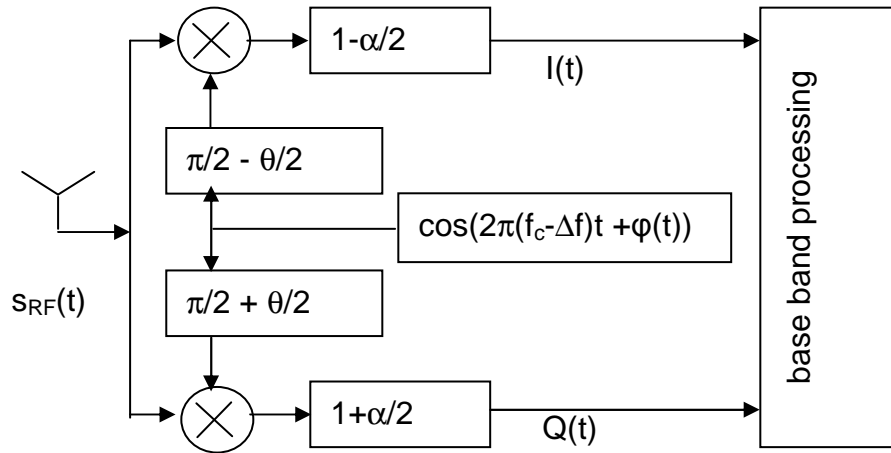 1-α/2
I(t)
π/2 - θ/2
cos(2π(f_c-Δf)t +φ(t))
s_RF(t)
π/2 + θ/2
1+α/2
Q(t)
base band processing